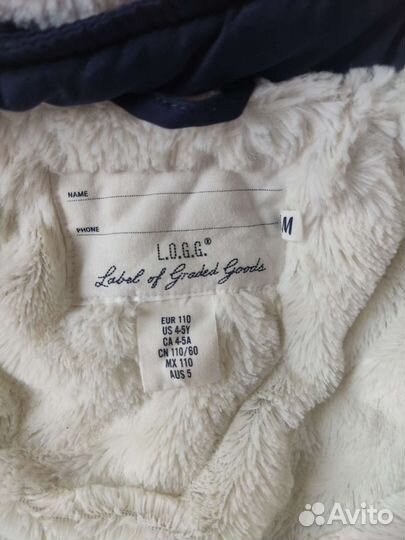 NAME
PHONE
L.O.G.G.®
Label of Graded Goods
M
EUR 110
US 4-5Y
CA 4-5A
CN 110/60
MX 110
AUS 5
Avito